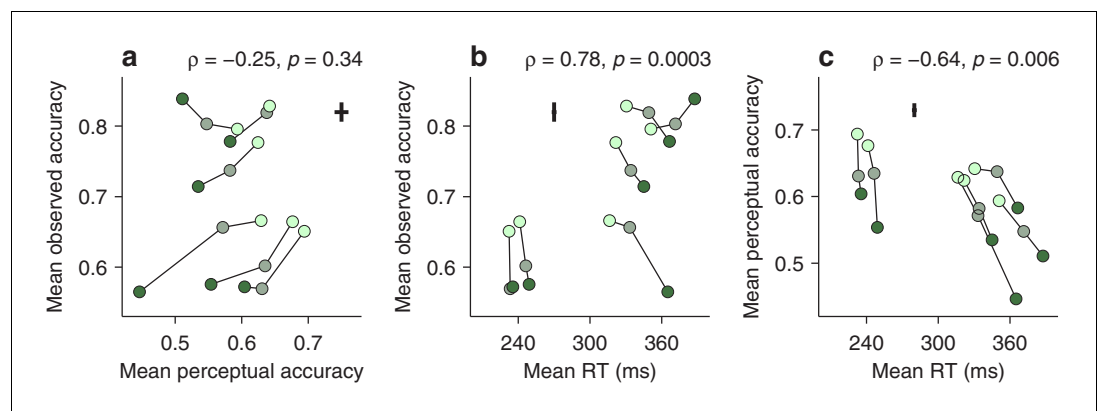 a
ρ = −0.25, p = 0.34
Mean observed accuracy
0.8
0.7
0.6
0.5
0.6
0.7
Mean perceptual accuracy
b
ρ = 0.78, p = 0.0003
Mean observed accuracy
0.8
0.7
0.6
240
300
360
Mean RT (ms)
c
ρ = −0.64, p = 0.006
Mean perceptual accuracy
0.7
0.6
0.5
240
300
360
Mean RT (ms)